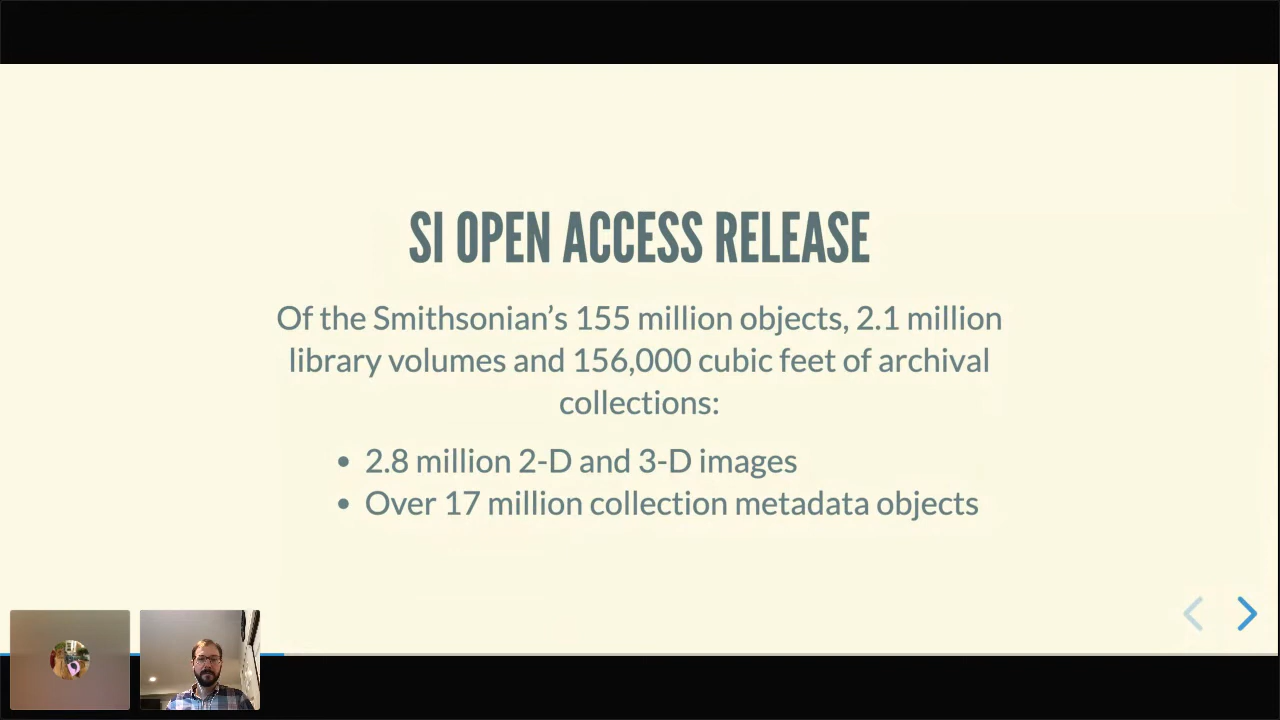 SI OPEN ACCESS RELEASE
Of the Smithsonian’s 155 million objects, 2.1 million
library volumes and 156,000 cubic feet of archival
collections:
• 2.8 million 2-D and 3-D images
• Over 17 million collection metadata objects